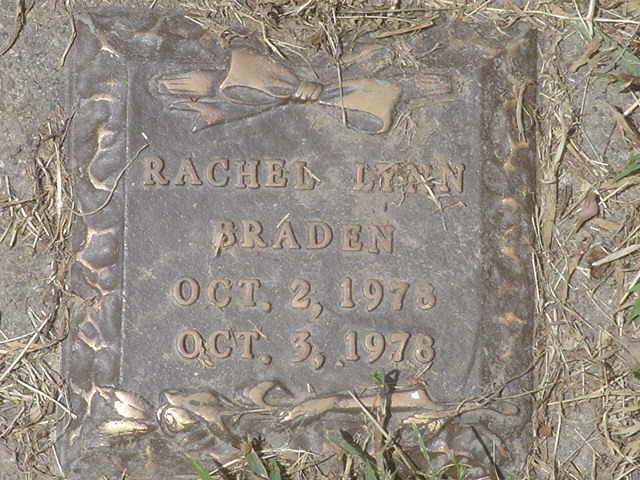 RACHEL LYNN
BRADEN
OCT. 2, 1978
OCT. 3, 1978